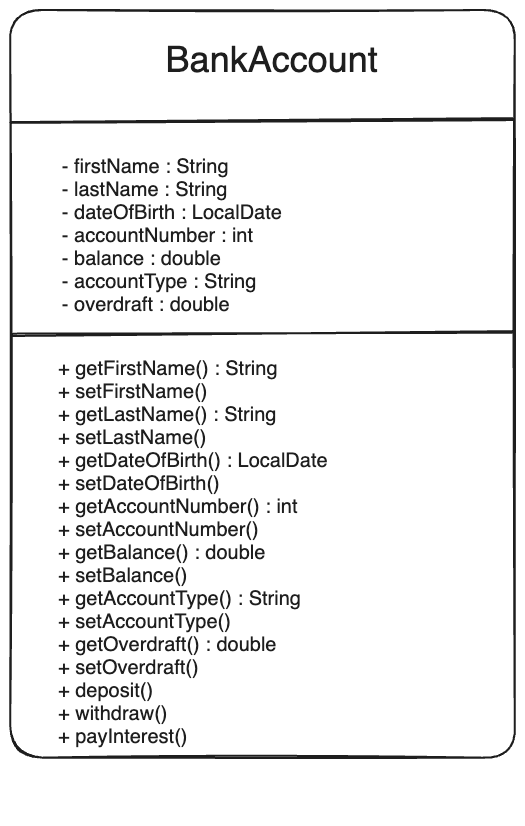 BankAccount
- firstName : String
- lastName : String
- dateOfBirth : LocalDate
- accountNumber : int
- balance : double
- accountType : String
- overdraft : double
+ getFirstName() : String
+ setFirstName()
+ getLastName() : String
+ setLastName()
+ getDateOfBirth() : LocalDate
+ setDateOfBirth()
+ getAccountNumber() : int
+ setAccountNumber()
+ getBalance() : double
+ setBalance()
+ getAccountType() : String
+ setAccountType()
+ getOverdraft() : double
+ setOverdraft()
+ deposit()
+ withdraw()
+ payInterest()